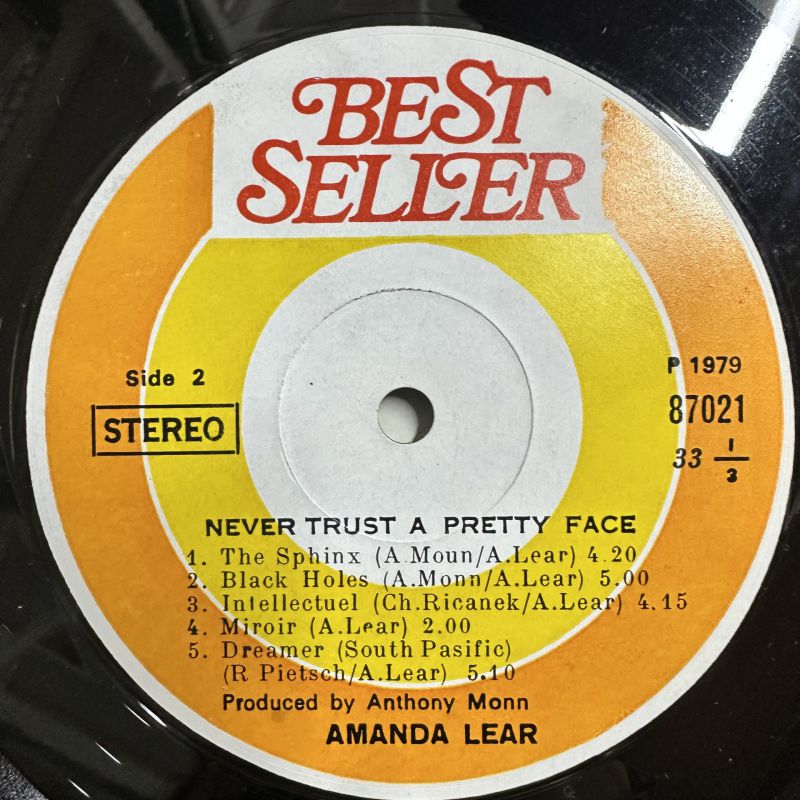 BEST
SELLER
Side 2
STEREO
P 1979
87021
33 1/3
NEVER TRUST A PRETTY FACE
1. The Sphinx (A.Moun/A.Lear) 4.20
2. Black Holes (A.Monn/A.Lear) 5.00
3. Intellectuel (Ch.Ricanek/A.Lear) 4.15
4. Miroir (A.Lear) 2.00
5. Dreamer (South Pasific)
(R Pietsch/A.Lear) 5.10
Produced by Anthony Monn
AMANDA LEAR